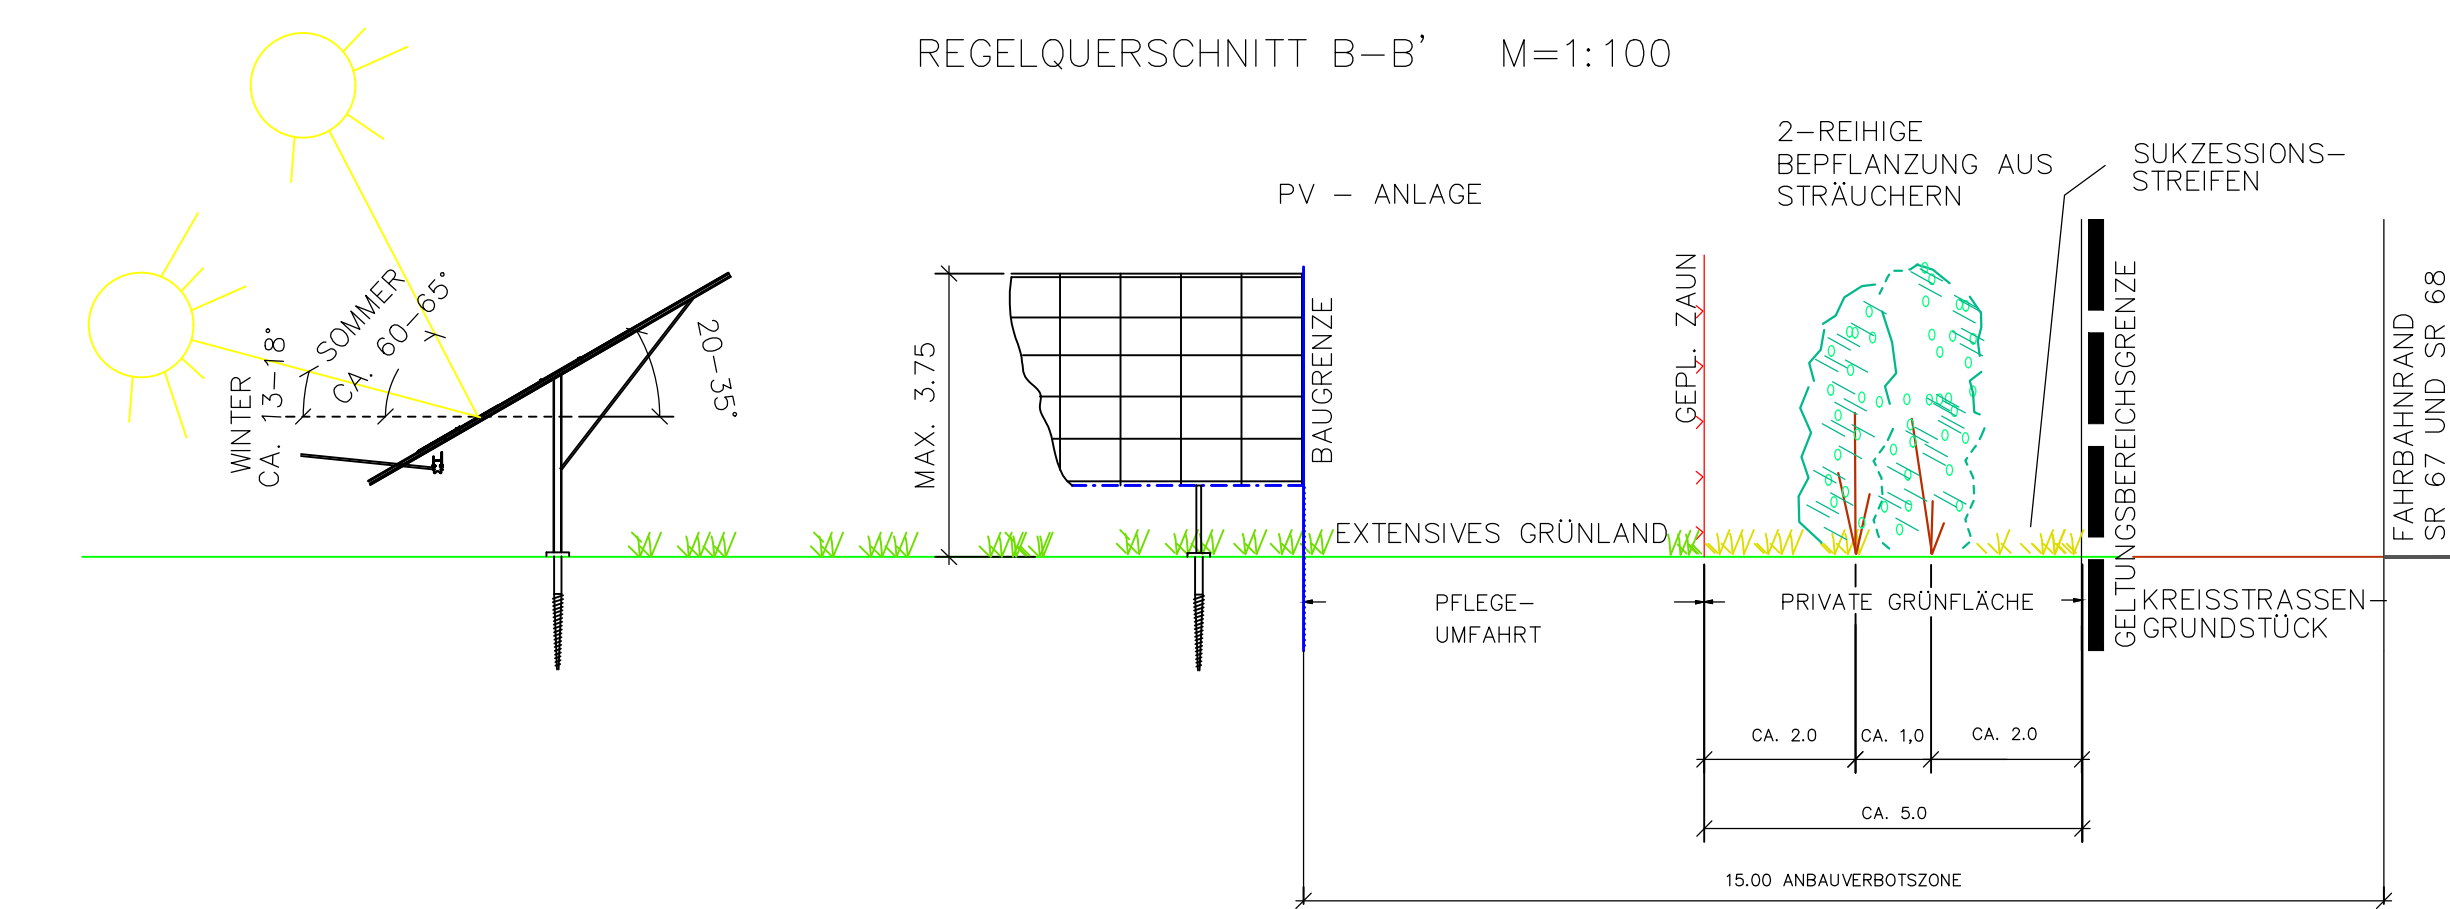 REGELQUERSCHNITT B-B' M=1:100
2-REIHIGE
BEPFLANZUNG AUS
STRÄUCHERN
SUKZESSIONS-
STREIFEN
PV - ANLAGE
WINTER
CA. 13-18°
SOMMER
CA. 60-65°
Y
20-35°
MAX. 3.75
BAUGRENZE
GEPL. ZAUN
GELTUNGSBEREICHSGRENZE
FAHRBAHNRAND
SR 67 UND SR 68
EXTENSIVES GRÜNLAND
PFLEGE-
UMFAHRT
PRIVATE GRÜNFLÄCHE
KREISSTRASSEN-
GRUNDSTÜCK
CA. 2.0
CA. 1,0
CA. 2.0
CA. 5.0
15.00 ANBAUVERBOTSZONE